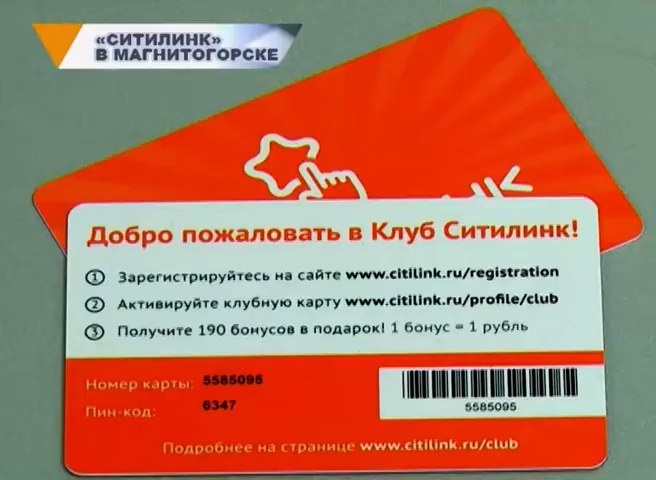 «СИТИЛИНК»
В МАГНИТОГОРСКЕ
Добро пожаловать в Клуб Ситилинк!
1 Зарегистрируйтесь на сайте www.citilink.ru/registration
2 Активируйте клубную карту www.citilink.ru/profile/club
3 Получите 190 бонусов в подарок! 1 бонус = 1 рубль
Номер карты: 5585095
Пин-код: 6347
5585095
Подробнее на странице www.citilink.ru/club